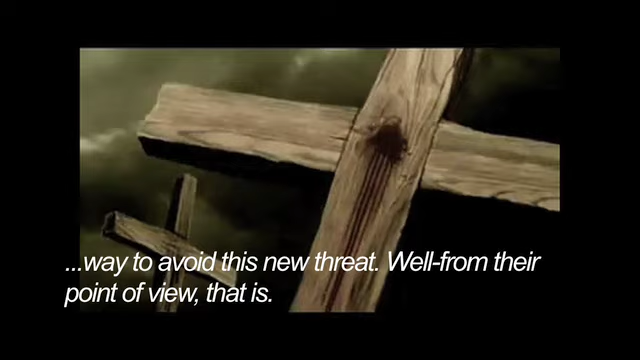 ...way to avoid this new threat. Well-from their
point of view, that is.